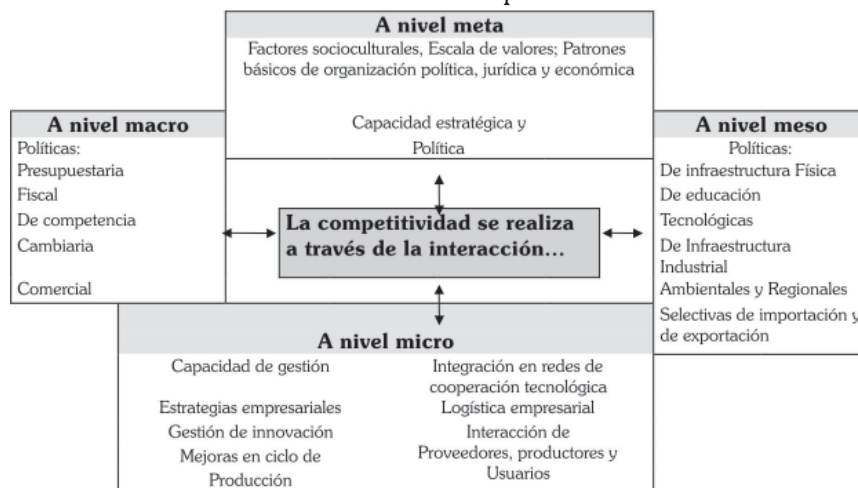 A nivel meta
Factores socioculturales, Escala de valores; Patrones
básicos de organización política, jurídica y económica
Capacidad estratégica y
Política
A nivel macro
Políticas:
Presupuestaria
Fiscal
De competencia
Cambiaria
Comercial
La competitividad se realiza
a través de la interacción...
A nivel meso
Políticas:
De infraestructura Física
De educación
Tecnológicas
De Infraestructura
Industrial
Ambientales y Regionales
Selectivas de importación y
de exportación
A nivel micro
Capacidad de gestión
Estrategias empresariales
Gestión de innovación
Mejoras en ciclo de
Producción
Integración en redes de
cooperación tecnológica
Logística empresarial
Interacción de
Proveedores, productores y
Usuarios